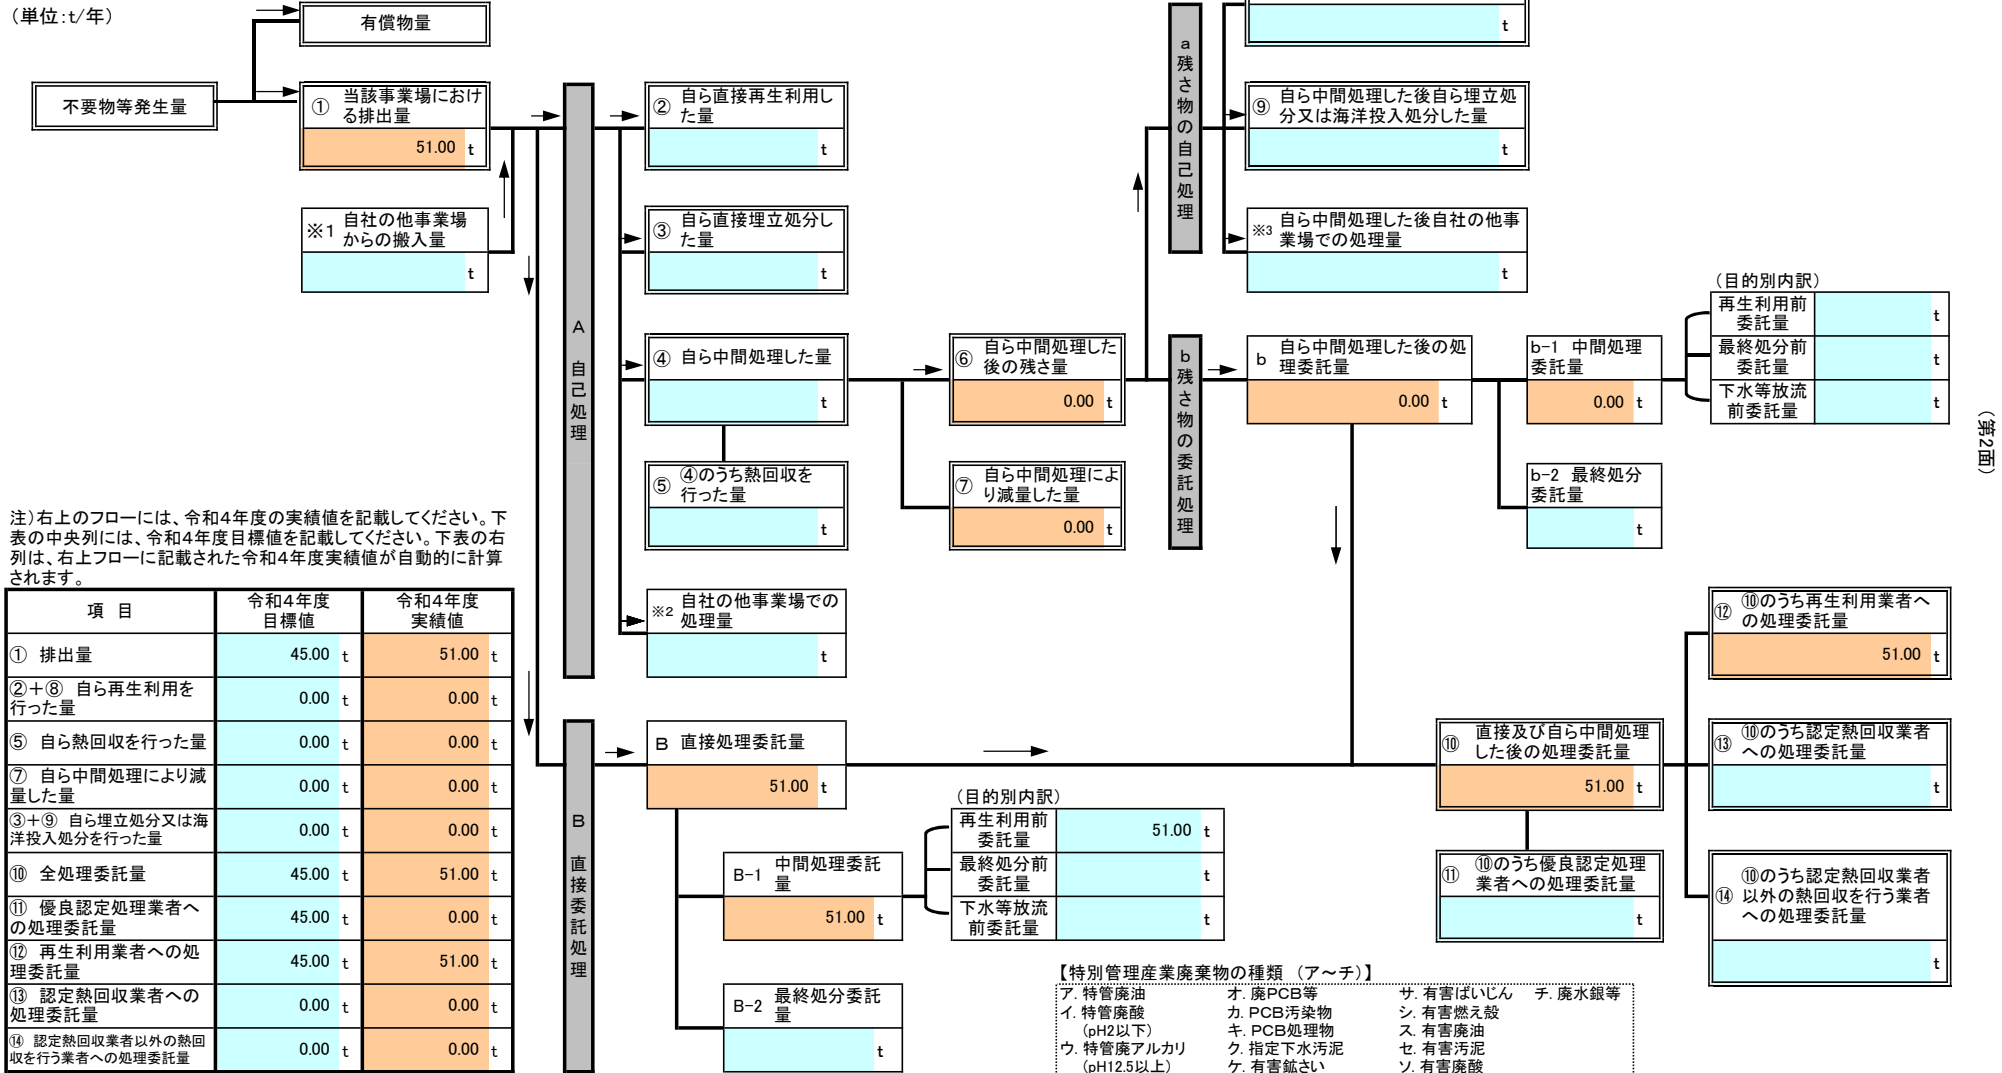 (単位:t/年)
有償物量
不要物等発生量
① 当該事業場におけ
る排出量
51.00 t
※1 自社の他事業場
からの搬入量
t
A 自己処理
② 自ら直接再生利用し
た量
t
③ 自ら直接埋立処分し
た量
t
④ 自ら中間処理した量
t
⑤ ④のうち熱回収を
行った量
t
※2 自社の他事業場での
処理量
t
⑥ 自ら中間処理した
後の残さ量
0.00 t
⑦ 自ら中間処理によ
り減量した量
0.00 t
a残さ物の自己処理
t
⑨ 自ら中間処理した後自ら埋立処
分又は海洋投入処分した量
t
※3 自ら中間処理した後自社の他事
業場での処理量
t
b残さ物の委託処理
b 自ら中間処理した後の処
理委託量
0.00 t
b-1 中間処理
委託量
0.00 t
b-2 最終処分
委託量
t
(目的別内訳)
再生利用前
委託量
t
最終処分前
委託量
t
下水等放流
前委託量
t
(第2面)
注)右上のフローには、令和4年度の実績値を記載してください。下
表の中央列には、令和4年度目標値を記載してください。下表の右
列は、右上フローに記載された令和4年度実績値が自動的に計算
されます。
項 目 令和4年度 目標値 令和4年度 実績値
① 排出量 45.00 t 51.00 t
②+⑧ 自ら再生利用を
行った量 0.00 t 0.00 t
⑤ 自ら熱回収を行った量 0.00 t 0.00 t
⑦ 自ら中間処理により減
量した量 0.00 t 0.00 t
③+⑨ 自ら埋立処分又は海
洋投入処分を行った量 0.00 t 0.00 t
⑩ 全処理委託量 45.00 t 51.00 t
⑪ 優良認定処理業者へ
の処理委託量 45.00 t 0.00 t
⑫ 再生利用業者への処
理委託量 45.00 t 51.00 t
⑬ 認定熱回収業者への
処理委託量 0.00 t 0.00 t
⑭ 認定熱回収業者以外の熱回
収を行う業者への処理委託量 0.00 t 0.00 t
B 直接委託処理
B 直接処理委託量
51.00 t
B-1 中間処理委託
量
51.00 t
B-2 最終処分委託
量
t
(目的別内訳)
再生利用前
委託量
51.00 t
最終処分前
委託量
t
下水等放流
前委託量
t
⑩ 直接及び自ら中間処理
した後の処理委託量
51.00 t
⑪ ⑩のうち優良認定処理
業者への処理委託量
t
⑫ ⑩のうち再生利用業者へ
の処理委託量
51.00 t
⑬ ⑩のうち認定熱回収業者
への処理委託量
t
⑭ ⑩のうち認定熱回収業者
以外の熱回収を行う業者
への処理委託量
t
【特別管理産業廃棄物の種類 (ア~チ)】
ア. 特管廃油 オ. 廃PCB等 サ. 有害ばいじん チ. 廃水銀等
イ. 特管廃酸 カ. PCB汚染物 シ. 有害燃え殻
(pH2以下) キ. PCB処理物 ス. 有害廃油
ウ. 特管廃アルカリ ク. 指定下水汚泥 セ. 有害汚泥
(pH12.5以上) ケ. 有害鉱さい ソ. 有害廃酸